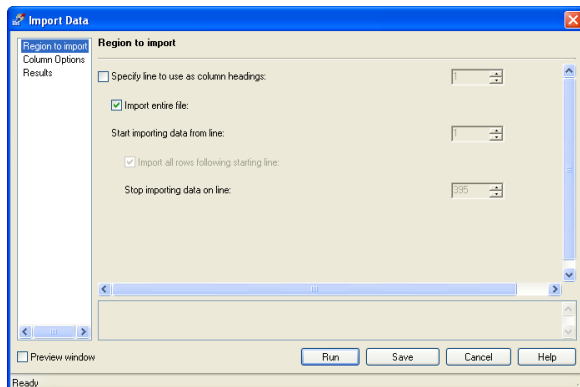 Import Data
Region to import
Column Options
Results
Region to import
Specify line to use as column headings:
1
Import entire file:
Start importing data from line:
1
Import all rows following starting line:
Stop importing data on line:
395
Preview window
Run
Save
Cancel
Help
Ready